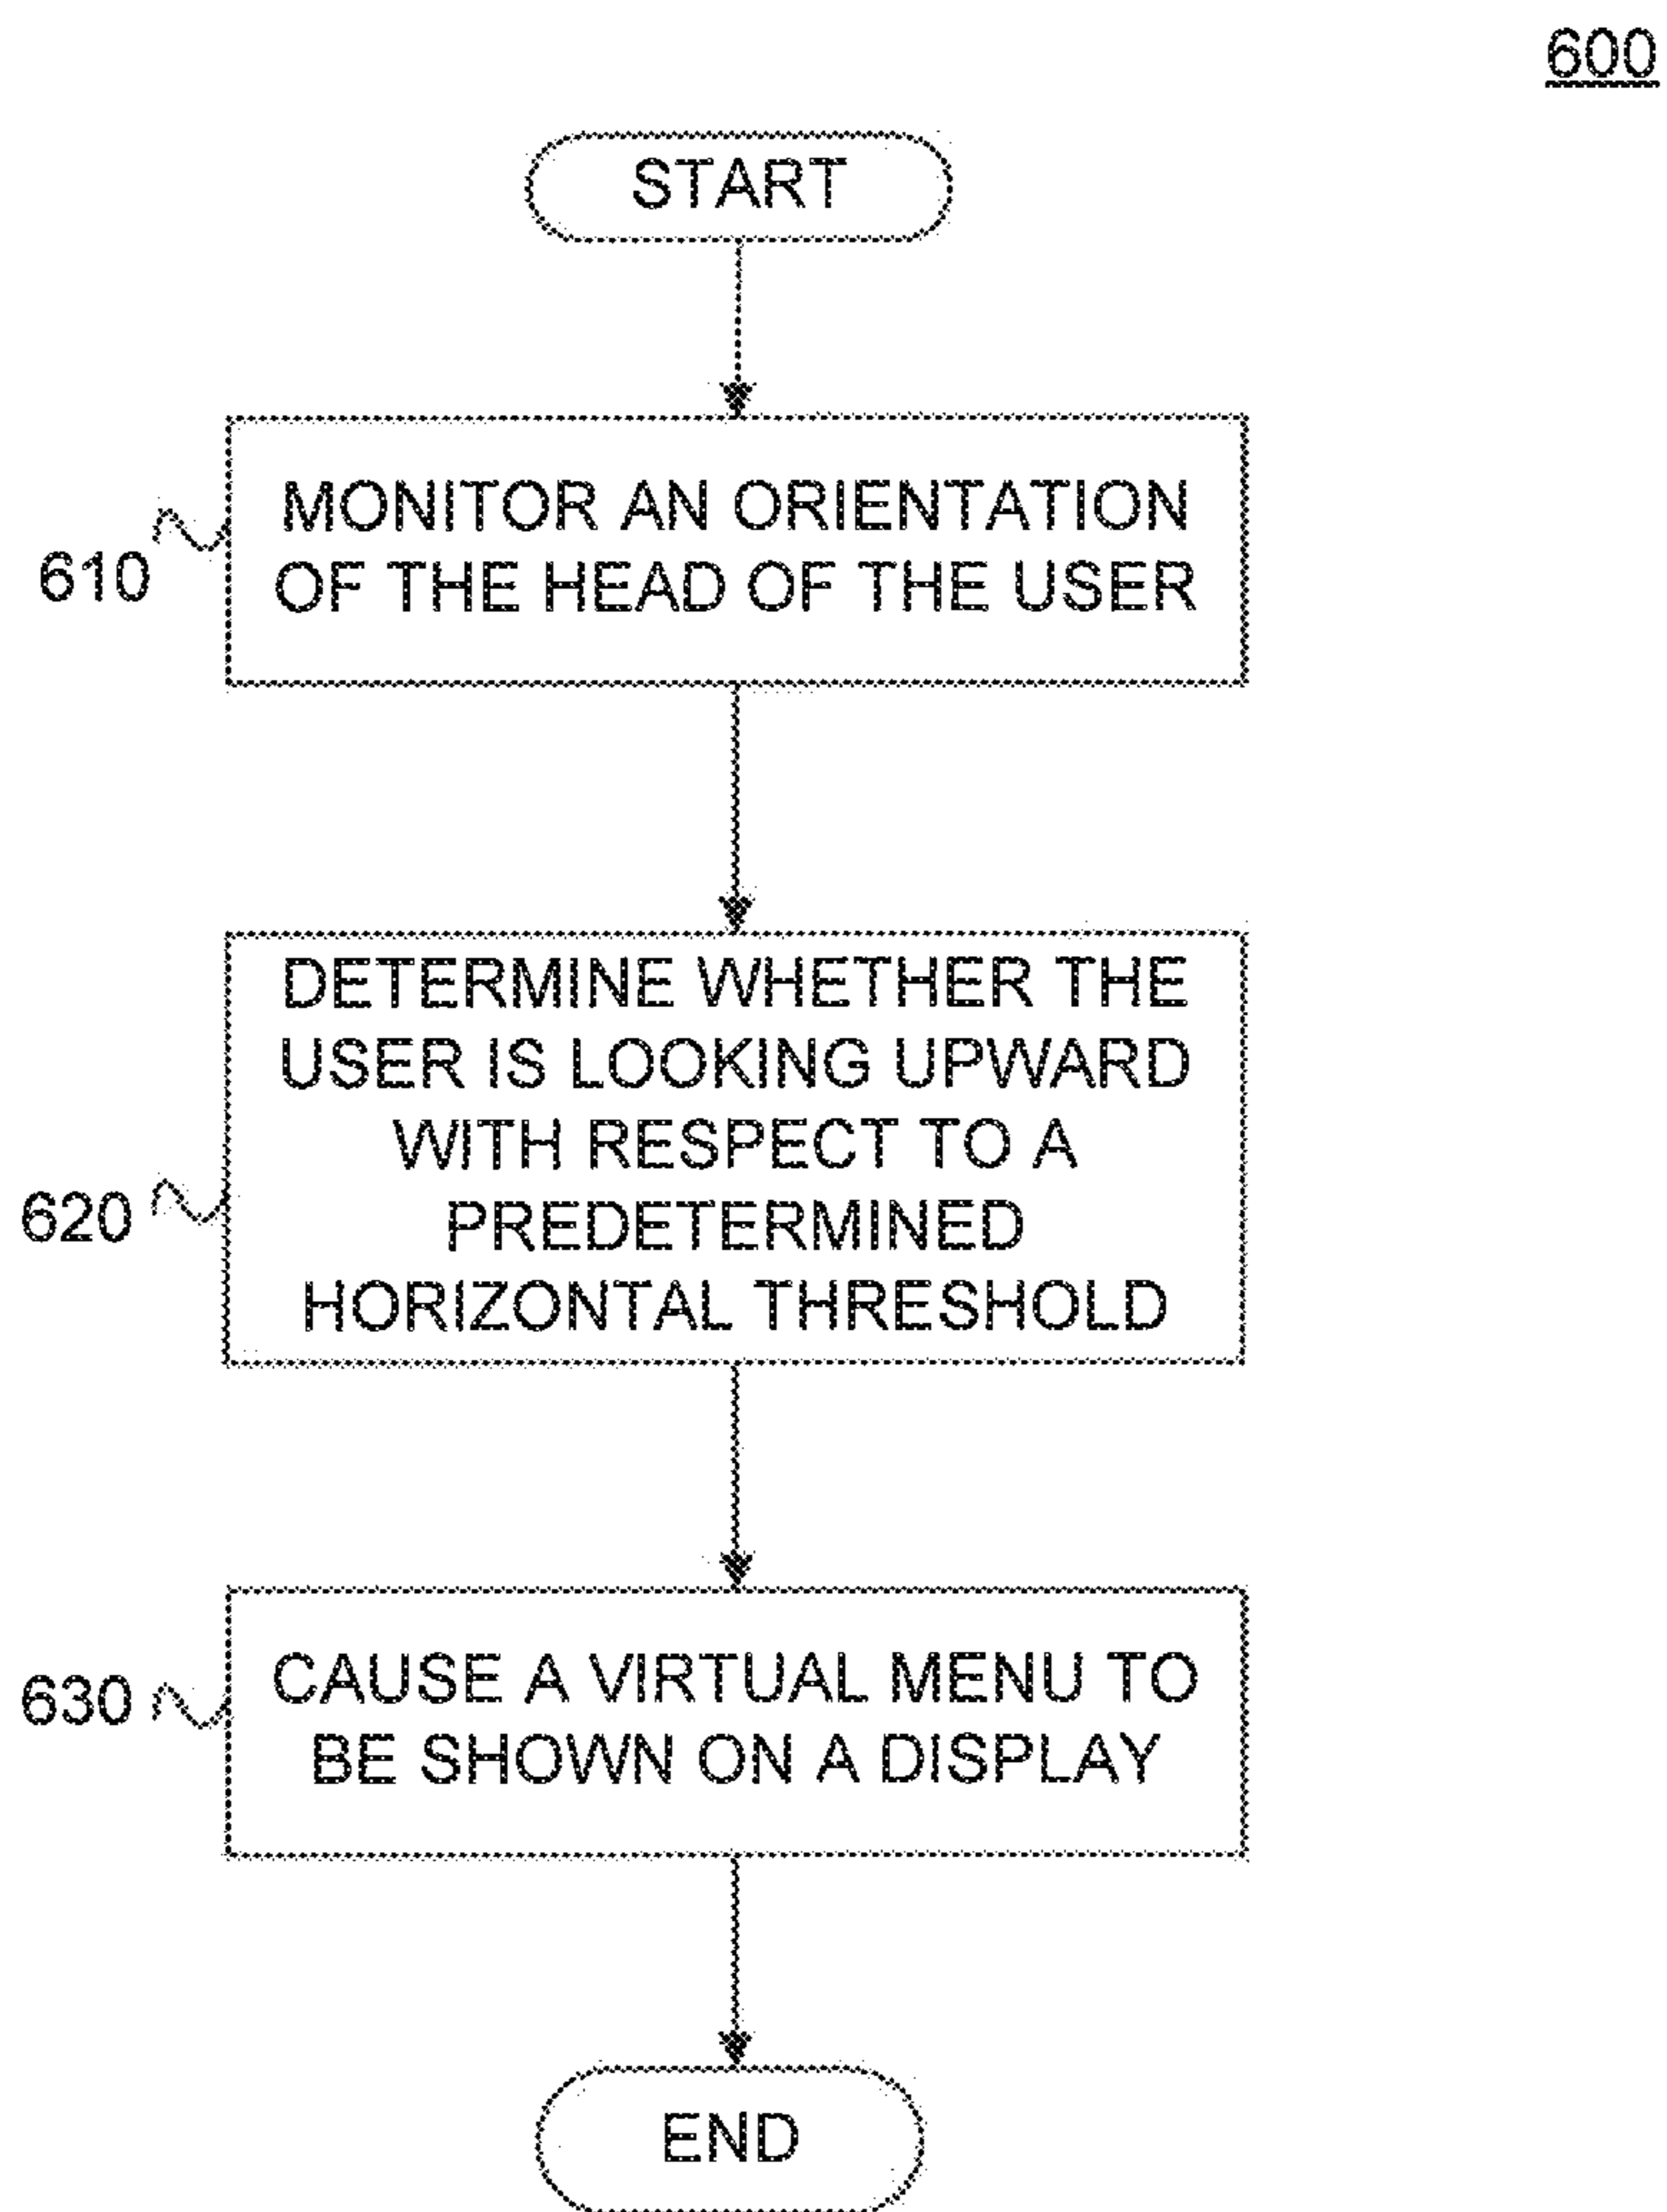 600
START
MONITOR AN ORIENTATION
OF THE HEAD OF THE USER
610
DETERMINE WHETHER THE
USER IS LOOKING UPWARD
WITH RESPECT TO A
PREDETERMINED
HORIZONTAL THRESHOLD
620
CAUSE A VIRTUAL MENU TO
BE SHOWN ON A DISPLAY
630
END